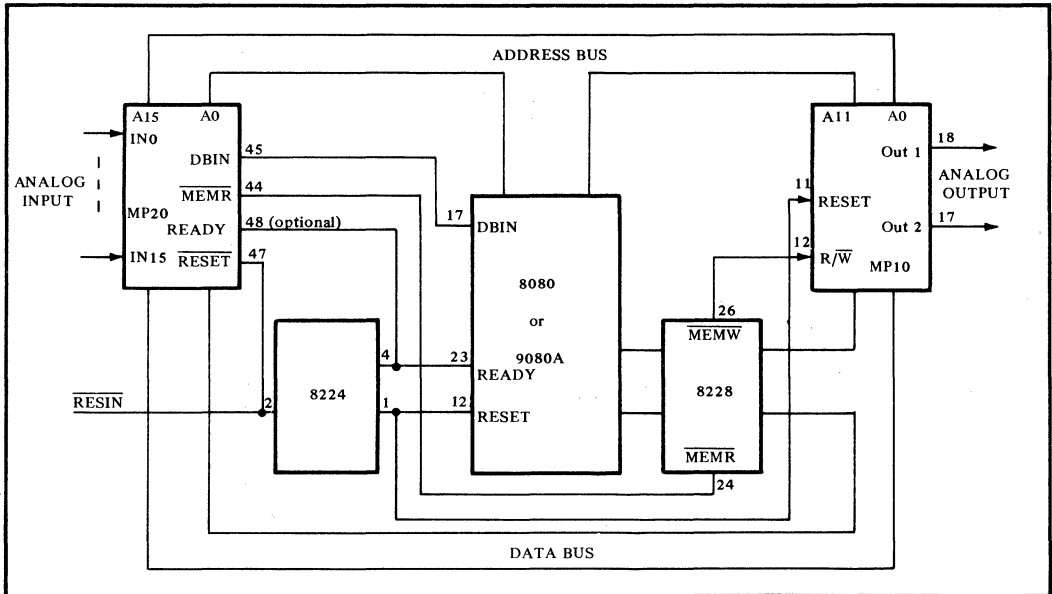 ADDRESS BUS
A15
A0
IN0
DBIN
45
ANALOG
INPUT
MEMR
44
MP20
READY
48 (optional)
IN15
RESET
47
RESIN
2
8224
4
1
17
DBIN
8080
or
9080A
23
READY
12
RESET
26
MEMW
8228
MEMR
24
A11
A0
Out 1
18
ANALOG
OUTPUT
11
RESET
Out 2
17
12
R/W
MP10
DATA BUS